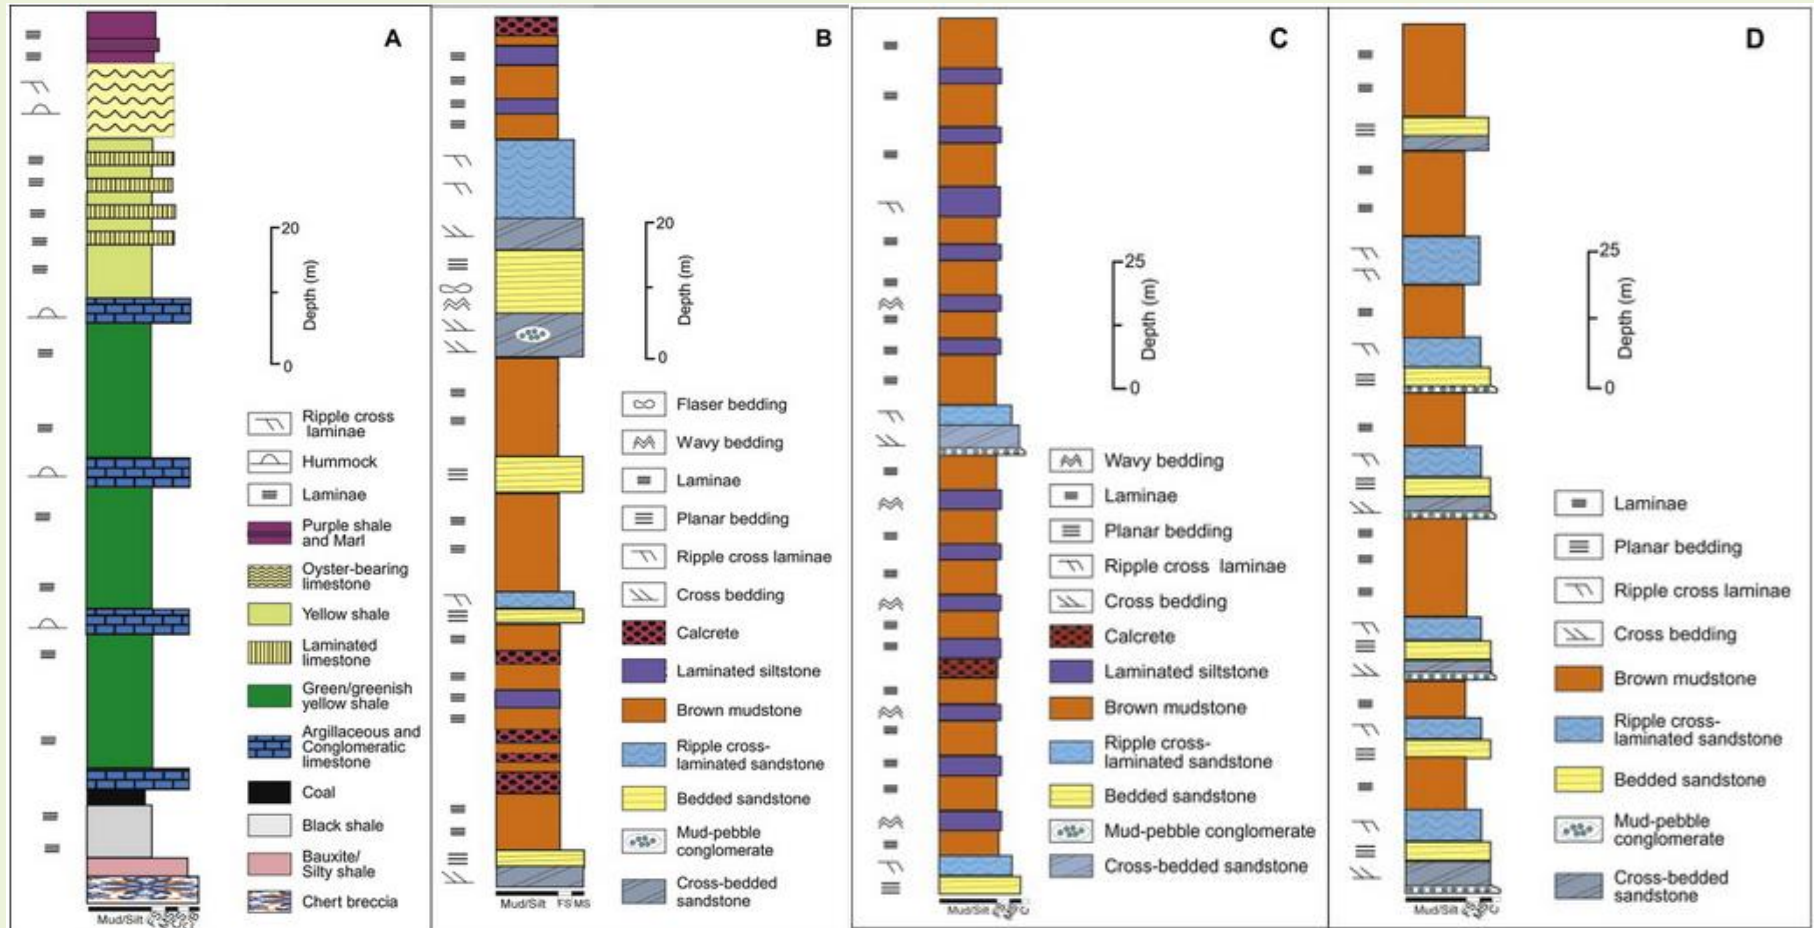 A
20
Depth (m)
0
Ripple cross
laminae
Hummock
Laminae
Purple shale
and Marl
Oyster-bearing
limestone
Yellow shale
Laminated
limestone
Green/greenish
yellow shale
Argillaceous and
Conglomeratic
limestone
Coal
Black shale
Bauxite/
Silty shale
Chert breccia
Mud/Silt
B
20
Depth (m)
0
Flaser bedding
Wavy bedding
Laminae
Planar bedding
Ripple cross laminae
Cross bedding
Calcrete
Laminated siltstone
Brown mudstone
Ripple cross-
laminated sandstone
Bedded sandstone
Mud-pebble
conglomerate
Cross-bedded
sandstone
Mud/Silt FS MS
C
25
Depth (m)
0
Wavy bedding
Laminae
Planar bedding
Ripple cross laminae
Cross bedding
Calcrete
Laminated siltstone
Brown mudstone
Ripple cross-
laminated sandstone
Bedded sandstone
Mud-pebble conglomerate
Cross-bedded sandstone
Mud/Silt FS MS C
D
25
Depth (m)
0
Laminae
Planar bedding
Ripple cross laminae
Cross bedding
Brown mudstone
Ripple cross-
laminated sandstone
Bedded sandstone
Mud-pebble
conglomerate
Cross-bedded
sandstone
Mud/Silt FS MS C